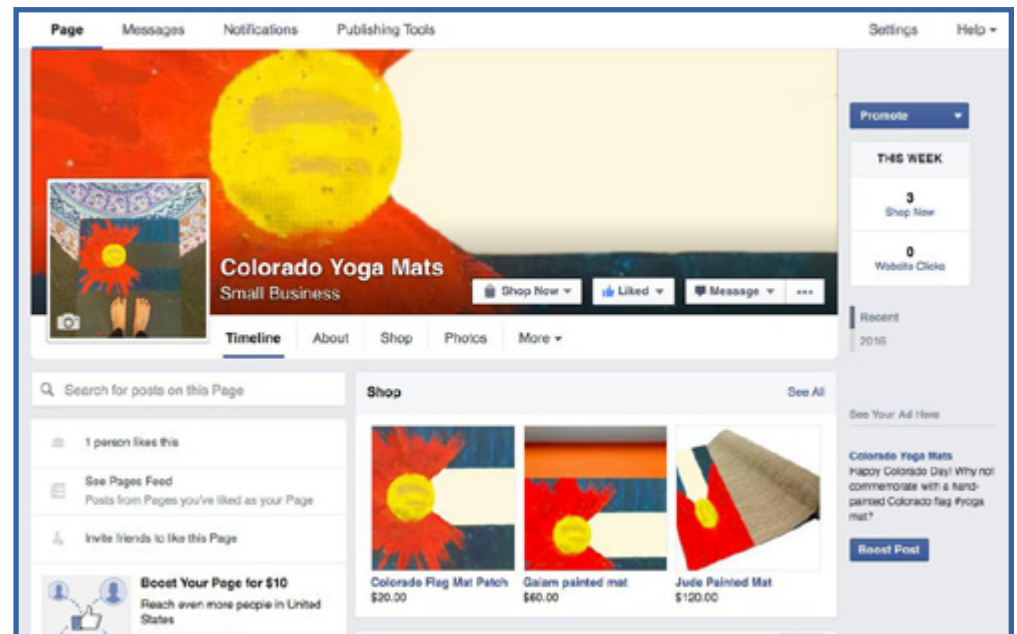 Page Messages Notifications Publishing Tools Settings Help
Promote
THIS WEEK
3
Shop Now
0
Website Clicks
Recent
2016
Colorado Yoga Mats
Small Business
Shop Now Liked Message
Timeline About Shop Photos More
Search for posts on this Page
1 person likes this
See Pages Feed
Posts from Pages you've liked as your Page
Invite friends to like this Page
Boost Your Page for $10
Reach even more people in United
States
Shop See All
Colorado Flag Mat Patch
$20.00
Gaiam painted mat
$60.00
Jude Painted Mat
$120.00
See Your Ad Here
Colorado Yoga Mats
Happy Colorado Day! Why not
commemorate with a hand-
painted Colorado flag #yoga
mat?
Boost Post